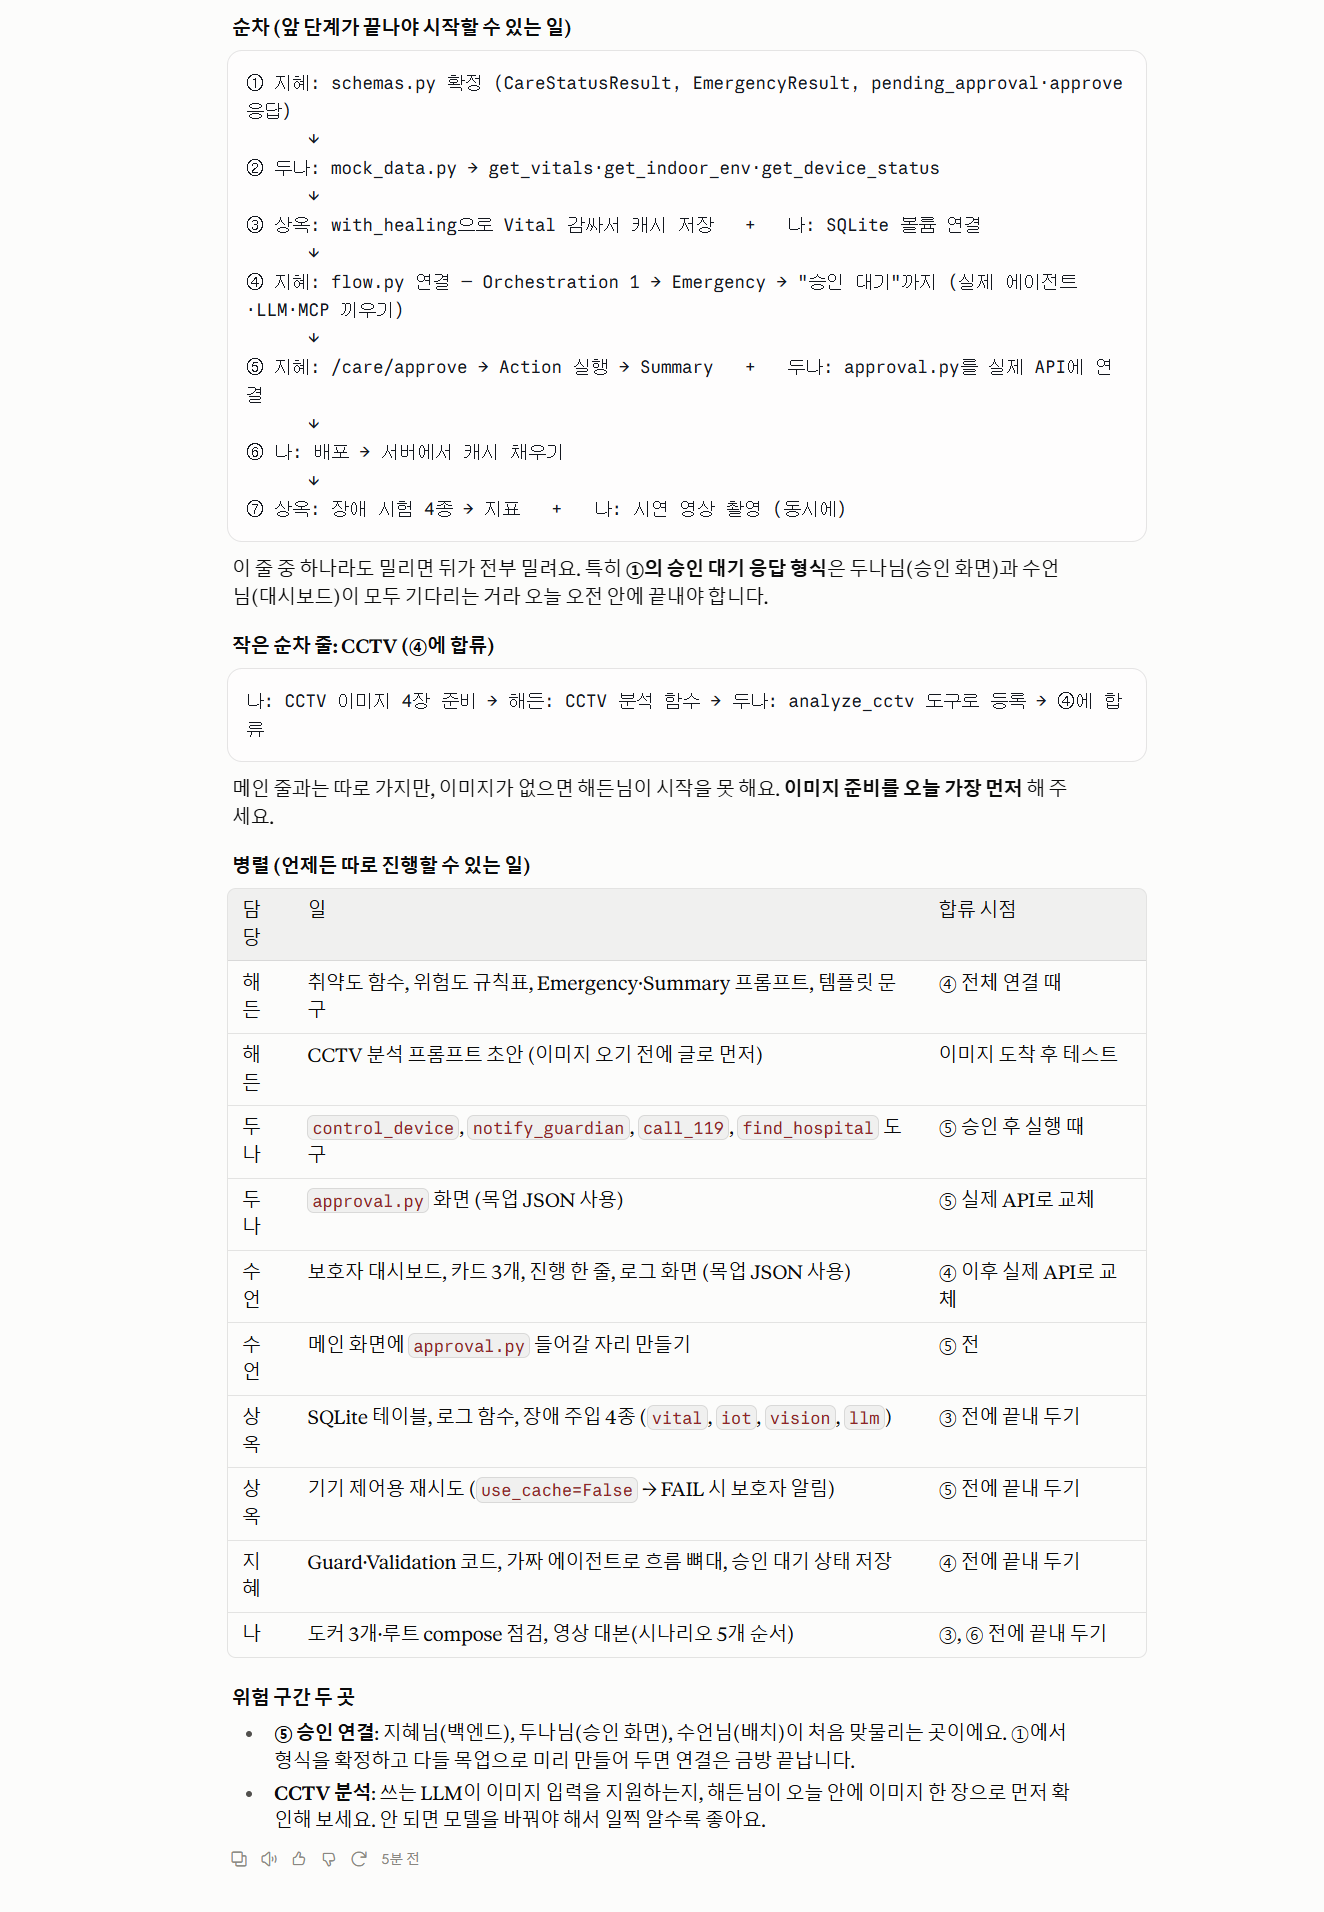 순차 (앞 단계가 끝나야 시작할 수 있는 일)
① 지혜: schemas.py 확정 (CareStatusResult, EmergencyResult, pending_approval·approve
응답)
↓
② 두나: mock_data.py → get_vitals·get_indoor_env·get_device_status
↓
③ 상옥: with_healing으로 Vital 감싸서 캐시 저장 + 나: SQLite 볼륨 연결
↓
④ 지혜: flow.py 연결 — Orchestration 1 → Emergency → "승인 대기"까지 (실제 에이전트
·LLM·MCP 끼우기)
↓
⑤ 지혜: /care/approve → Action 실행 → Summary + 두나: approval.py를 실제 API에 연
결
↓
⑥ 나: 배포 → 서버에서 캐시 채우기
↓
⑦ 상옥: 장애 시험 4종 → 지표 + 나: 시연 영상 촬영 (동시에)
이 줄 중 하나라도 밀리면 뒤가 전부 밀려요. 특히 ①의 승인 대기 응답 형식은 두나님(승인 화면)과 수언
님(대시보드)이 모두 기다리는 거라 오늘 오전 안에 끝내야 합니다.
작은 순차 줄: CCTV (④에 합류)
나: CCTV 이미지 4장 준비 → 해든: CCTV 분석 함수 → 두나: analyze_cctv 도구로 등록 → ④에 합
류
메인 줄과는 따로 가지만, 이미지가 없으면 해든님이 시작을 못 해요. 이미지 준비를 오늘 가장 먼저 해 주
세요.
병렬 (언제든 따로 진행할 수 있는 일)
담당 일 합류 시점
해든 취약도 함수, 위험도 규칙표, Emergency·Summary 프롬프트, 템플릿 문구 ④ 전체 연결 때
해든 CCTV 분석 프롬프트 초안 (이미지 오기 전에 글로 먼저) 이미지 도착 후 테스트
두나 control_device, notify_guardian, call_119, find_hospital 도구 ⑤ 승인 후 실행 때
두나 approval.py 화면 (목업 JSON 사용) ⑤ 실제 API로 교체
수언 보호자 대시보드, 카드 3개, 진행 한 줄, 로그 화면 (목업 JSON 사용) ④ 이후 실제 API로 교체
수언 메인 화면에 approval.py 들어갈 자리 만들기 ⑤ 전
상옥 SQLite 테이블, 로그 함수, 장애 주입 4종 (vital, iot, vision, llm) ③ 전에 끝내 두기
상옥 기기 제어용 재시도 (use_cache=False → FAIL 시 보호자 알림) ⑤ 전에 끝내 두기
지혜 Guard·Validation 코드, 가짜 에이전트로 흐름 뼈대, 승인 대기 상태 저장 ④ 전에 끝내 두기
나 도커 3개·루트 compose 점검, 영상 대본(시나리오 5개 순서) ③, ⑥ 전에 끝내 두기
위험 구간 두 곳
• ⑤ 승인 연결: 지혜님(백엔드), 두나님(승인 화면), 수언님(배치)이 처음 맞물리는 곳이에요. ①에서
형식을 확정하고 다들 목업으로 미리 만들어 두면 연결은 금방 끝납니다.
• CCTV 분석: 쓰는 LLM이 이미지 입력을 지원하는지, 해든님이 오늘 안에 이미지 한 장으로 먼저 확
인해 보세요. 안 되면 모델을 바꿔야 해서 일찍 알수록 좋아요.
5분 전